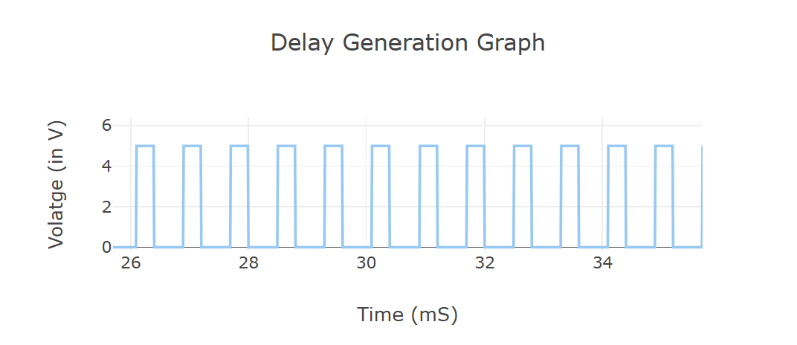 Delay Generation Graph
Volatge (in V)
6
4
2
0
26 28 30 32 34
Time (mS)